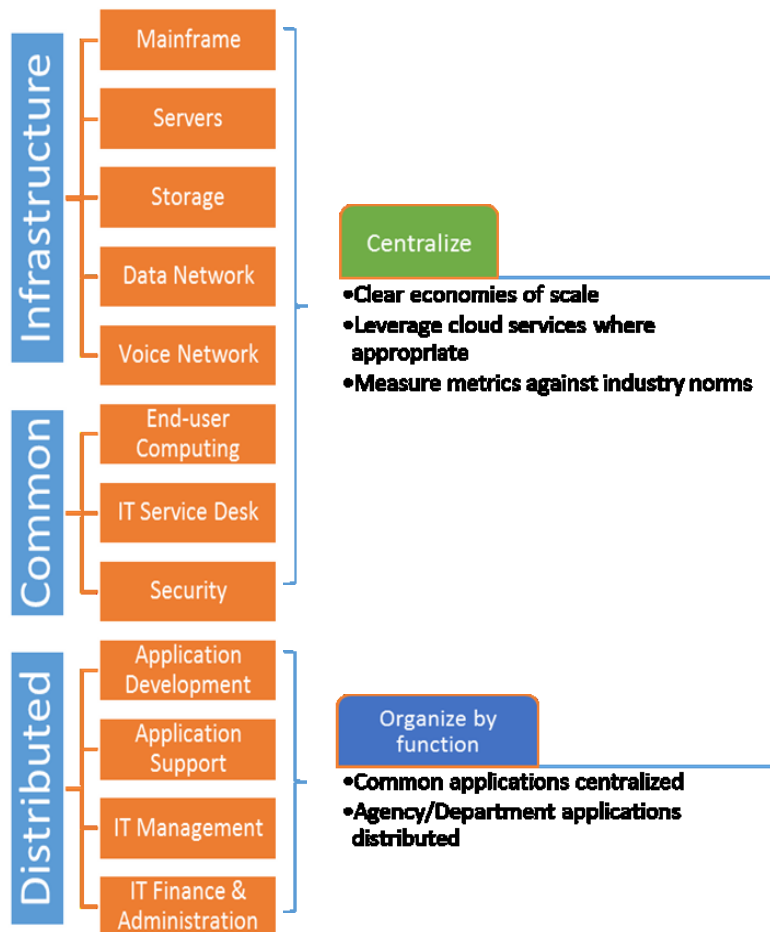 Infrastructure
Mainframe
Servers
Storage
Data Network
Voice Network
Common
End-user
Computing
IT Service Desk
Security
Centralize
•Clear economies of scale
•Leverage cloud services where
appropriate
•Measure metrics against industry norms
Distributed
Application
Development
Application
Support
IT Management
IT Finance &
Administration
Organize by
function
•Common applications centralized
•Agency/Department applications
distributed